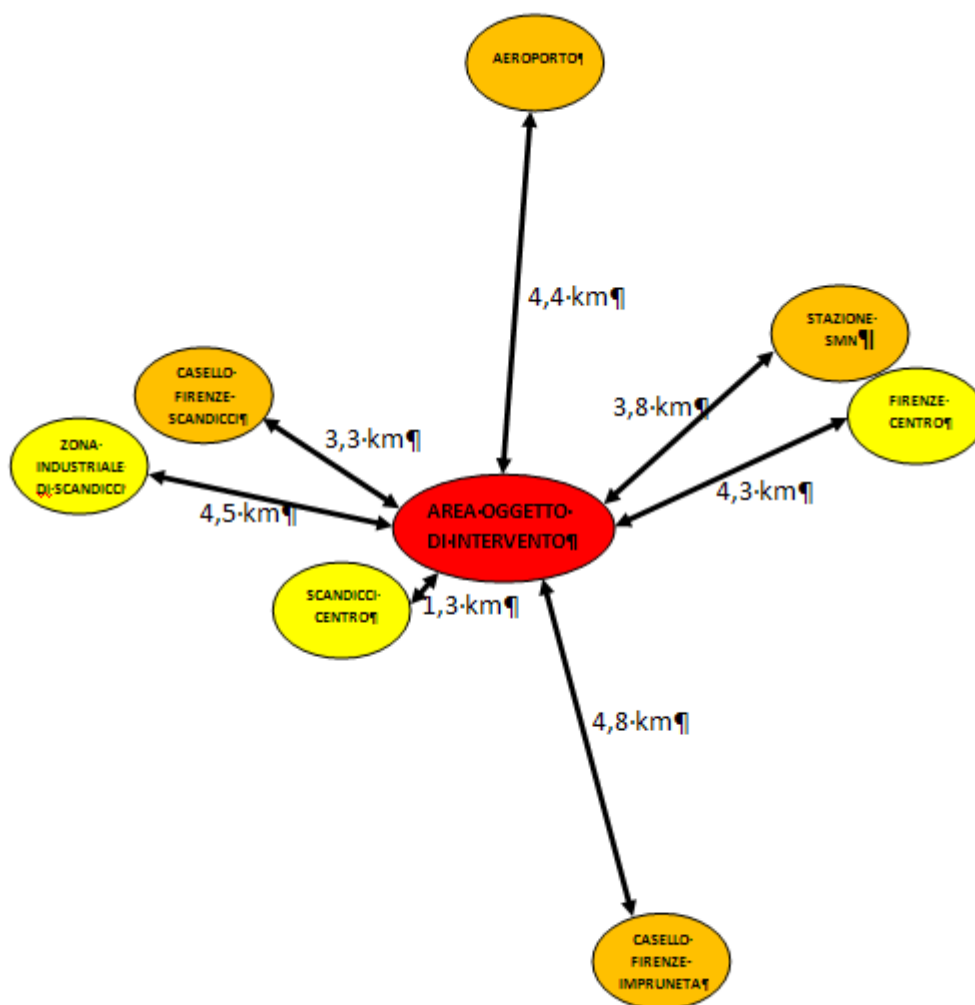 AEROPORTO¶
4,4·km¶
STAZIONE·
SMN¶
CASELLO·
FIRENZE-
SCANDICCI¶
3,8·km¶
FIRENZE·
CENTRO¶
3,3·km¶
ZONA·
INDUSTRIALE·
DI·SCANDICCI
4,5·km¶
4,3·km¶
AREA·OGGETTO·
DI·INTERVENTO¶
SCANDICCI·
CENTRO¶
1,3·km¶
4,8·km¶
CASELLO·
FIRENZE-
IMPRUNETA¶